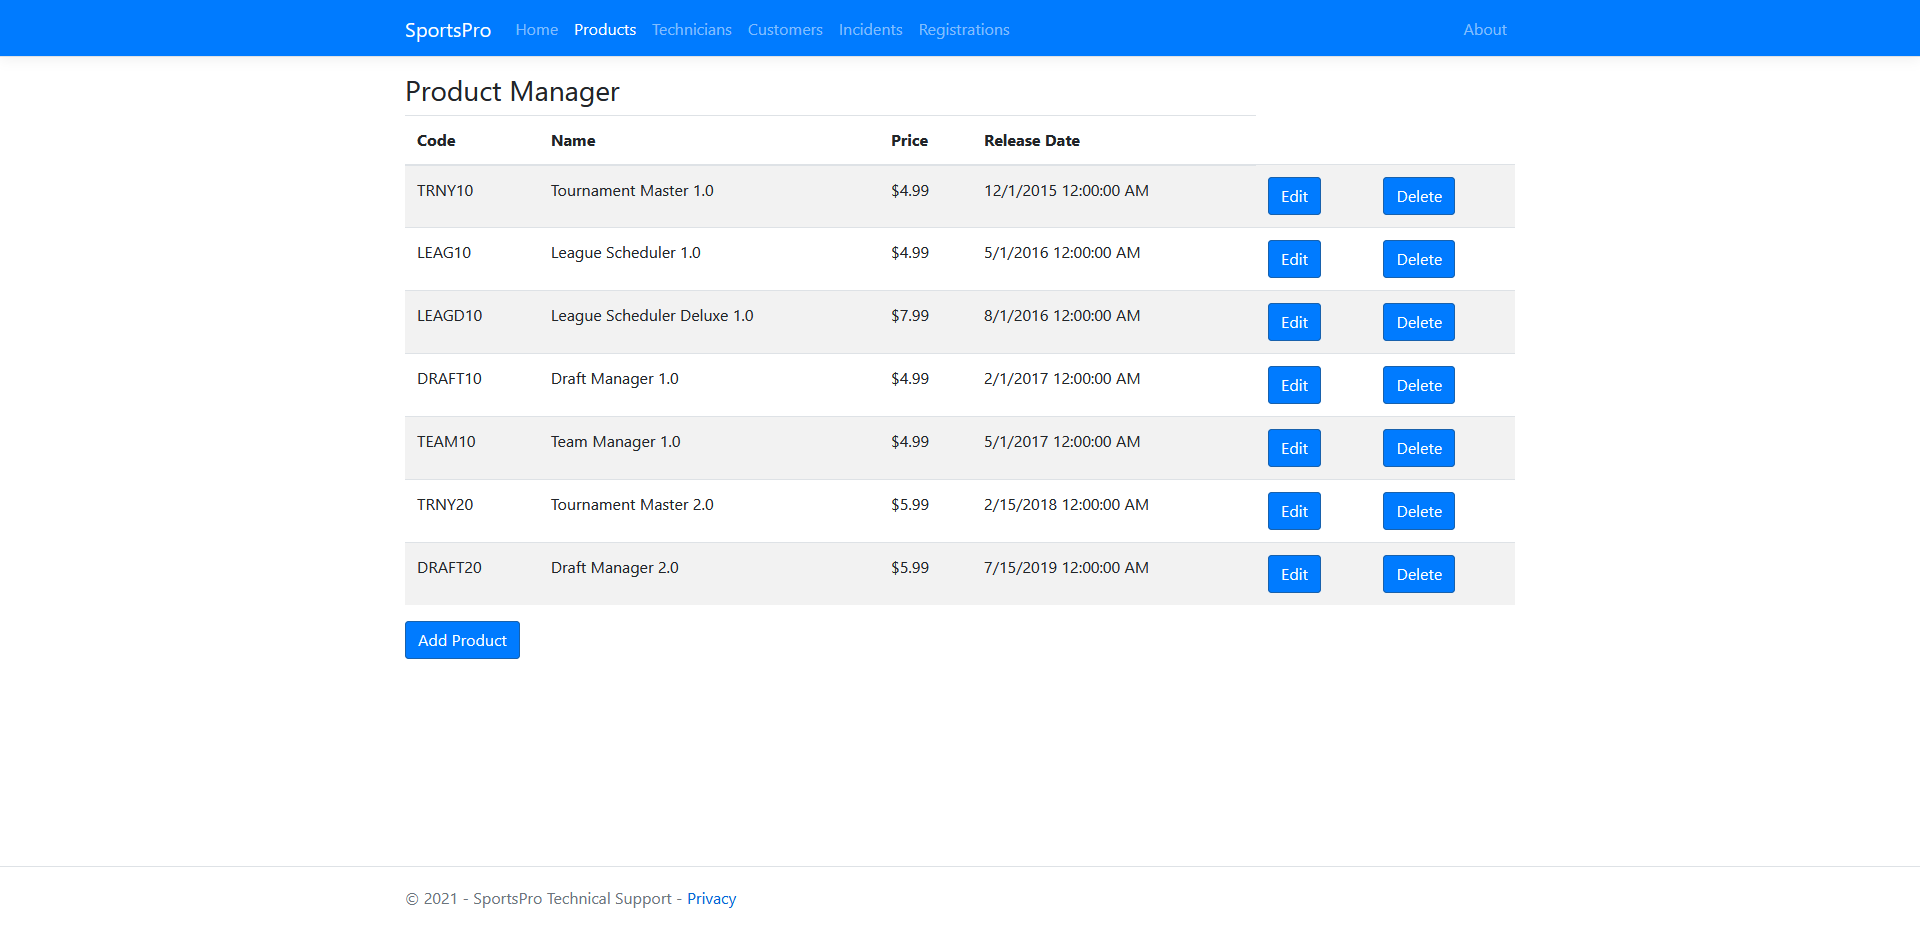 SportsPro Home Products Technicians Customers Incidents Registrations About
Product Manager
Code Name Price Release Date
TRNY10 Tournament Master 1.0 $4.99 12/1/2015 12:00:00 AM Edit Delete
LEAG10 League Scheduler 1.0 $4.99 5/1/2016 12:00:00 AM Edit Delete
LEAGD10 League Scheduler Deluxe 1.0 $7.99 8/1/2016 12:00:00 AM Edit Delete
DRAFT10 Draft Manager 1.0 $4.99 2/1/2017 12:00:00 AM Edit Delete
TEAM10 Team Manager 1.0 $4.99 5/1/2017 12:00:00 AM Edit Delete
TRNY20 Tournament Master 2.0 $5.99 2/15/2018 12:00:00 AM Edit Delete
DRAFT20 Draft Manager 2.0 $5.99 7/15/2019 12:00:00 AM Edit Delete
Add Product
© 2021 - SportsPro Technical Support - Privacy